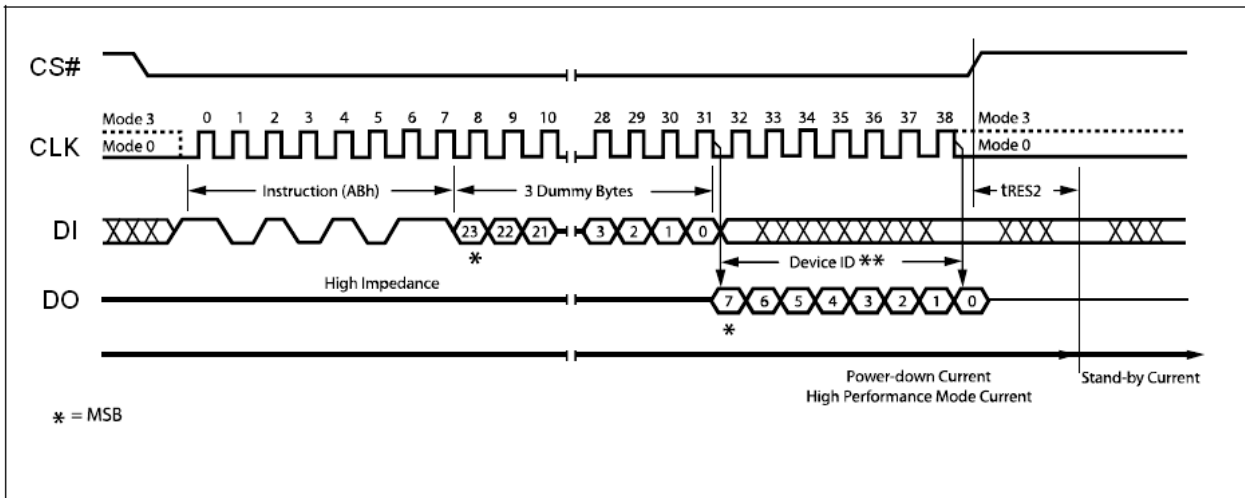 CS#
Mode 3 0 1 2 3 4 5 6 7 8 9 10 28 29 30 31 32 33 34 35 36 37 38 Mode 3
CLK Mode 0 Mode 0
Instruction (ABh) 3 Dummy Bytes tRES2
DI 23 22 21 3 2 1 0
* Device ID **
High Impedance
DO 7 6 5 4 3 2 1 0
*
Power-down Current Stand-by Current
High Performance Mode Current
* = MSB